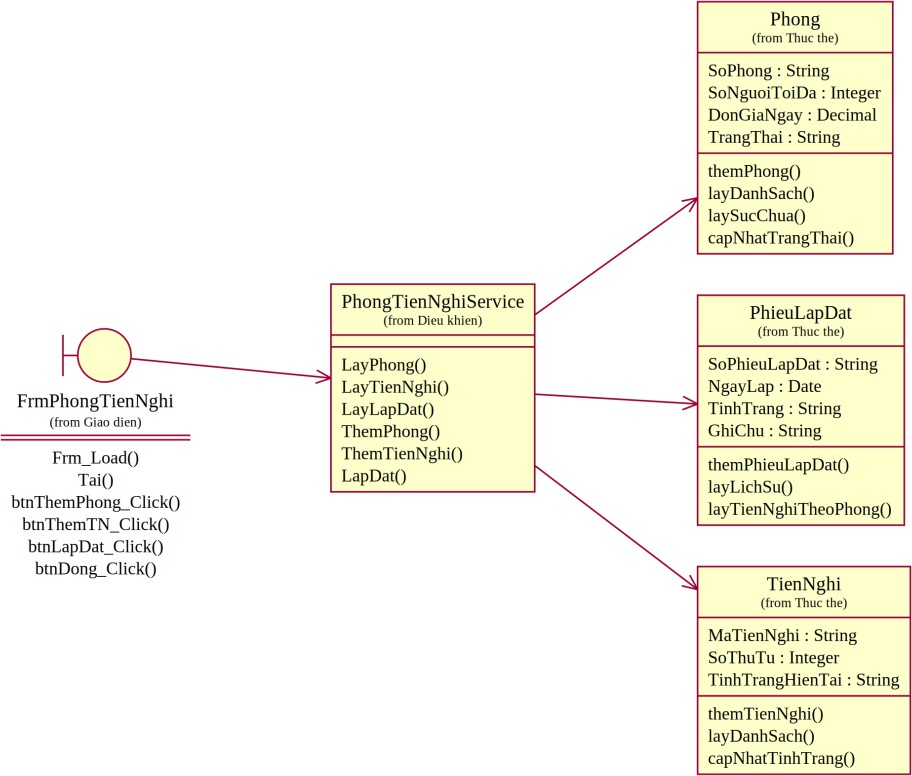 FrmPhongTienNghi
(from Giao dien)
Frm_Load()
Tai()
btnThemPhong_Click()
btnThemTN_Click()
btnLapDat_Click()
btnDong_Click()
PhongTienNghiService
(from Dieu khien)
LayPhong()
LayTienNghi()
LayLapDat()
ThemPhong()
ThemTienNghi()
LapDat()
Phong
(from Thuc the)
SoPhong : String
SoNguoiToiDa : Integer
DonGiaNgay : Decimal
TrangThai : String
themPhong()
layDanhSach()
laySucChua()
capNhatTrangThai()
PhieuLapDat
(from Thuc the)
SoPhieuLapDat : String
NgayLap : Date
TinhTrang : String
GhiChu : String
themPhieuLapDat()
layLichSu()
layTienNghiTheoPhong()
TienNghi
(from Thuc the)
MaTienNghi : String
SoThuTu : Integer
TinhTrangHienTai : String
themTienNghi()
layDanhSach()
capNhatTinhTrang()